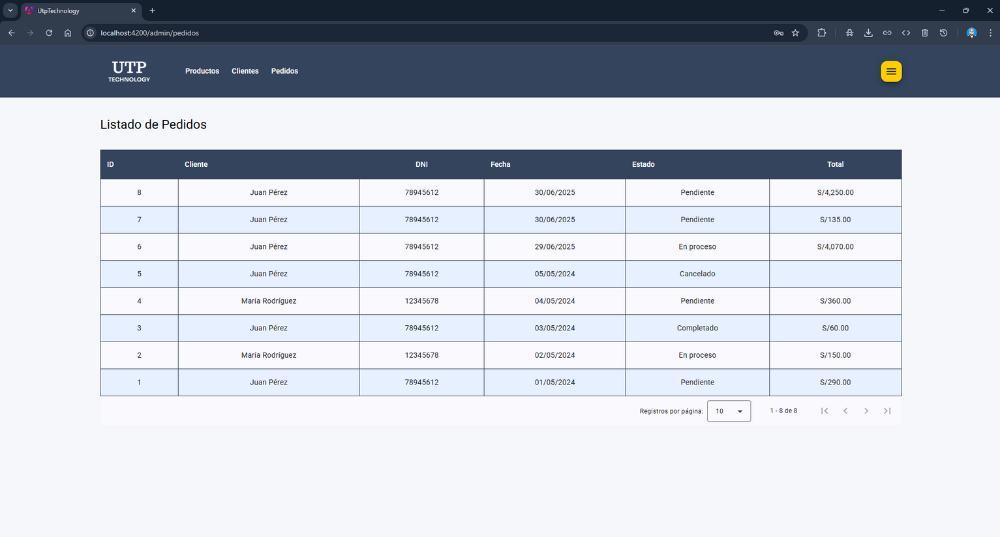 UtpTechnology
localhost:4200/admin/pedidos
UTP
TECHNOLOGY
Productos Clientes Pedidos
Listado de Pedidos
ID Cliente DNI Fecha Estado Total
8 Juan Pérez 78945612 30/06/2025 Pendiente S/4,250.00
7 Juan Pérez 78945612 30/06/2025 Pendiente S/135.00
6 Juan Pérez 78945612 29/06/2025 En proceso S/4,070.00
5 Juan Pérez 78945612 05/05/2024 Cancelado
4 María Rodríguez 12345678 04/05/2024 Pendiente S/360.00
3 Juan Pérez 78945612 03/05/2024 Completado S/60.00
2 María Rodríguez 12345678 02/05/2024 En proceso S/150.00
1 Juan Pérez 78945612 01/05/2024 Pendiente S/290.00
Registros por página: 10 1 - 8 de 8